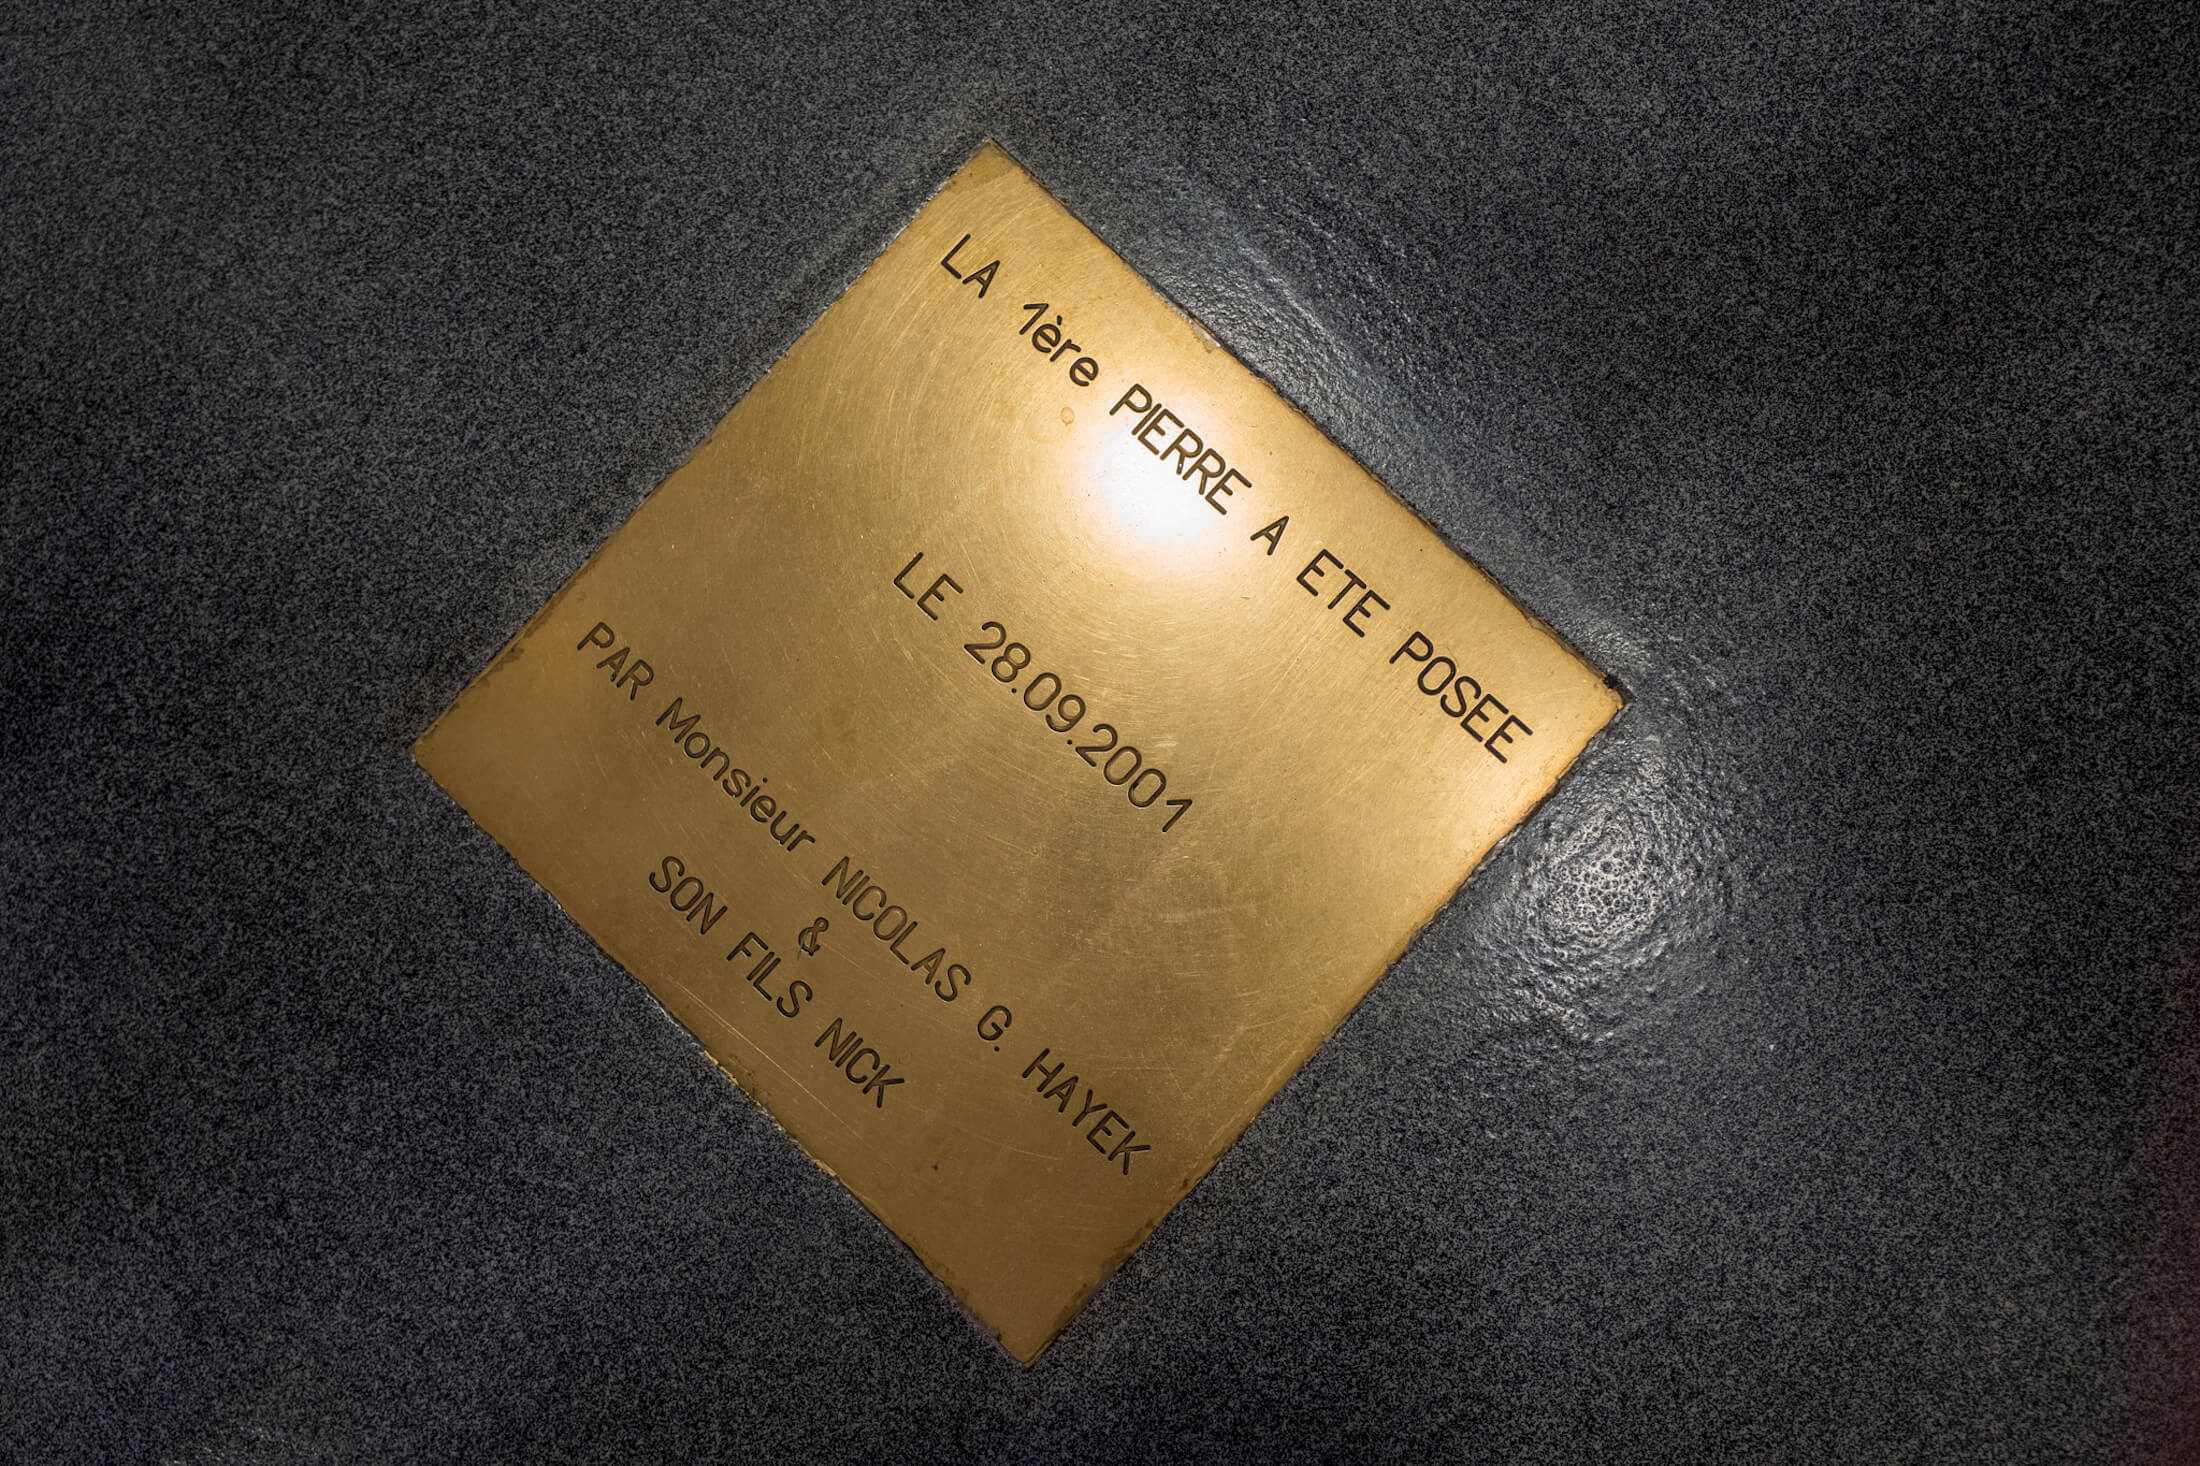 LA 1ère PIERRE A ETE POSEE
LE 28.09.2001
PAR Monsieur NICOLAS G. HAYEK
&
SON FILS NICK